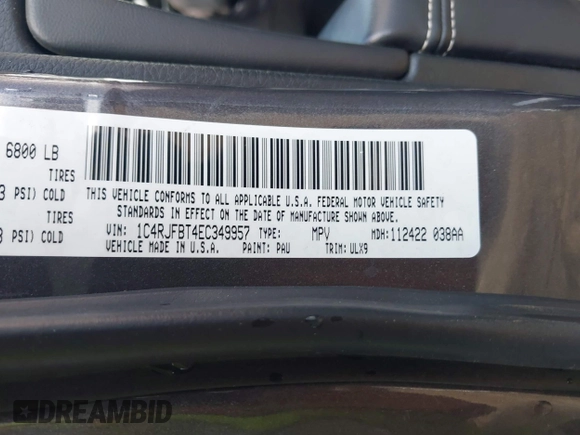 6800 LB
TIRES
3 PSI) COLD
TIRES
3 PSI) COLD
THIS VEHICLE CONFORMS TO ALL APPLICABLE U.S.A. FEDERAL MOTOR VEHICLE SAFETY
STANDARDS IN EFFECT ON THE DATE OF MANUFACTURE SHOWN ABOVE.
VIN: 1C4RJFBT4EC349957 TYPE: MPV MDH:112422 038AA
VEHICLE MADE IN U.S.A. PAINT: PAU TRIM: ULX9
DREAMBID